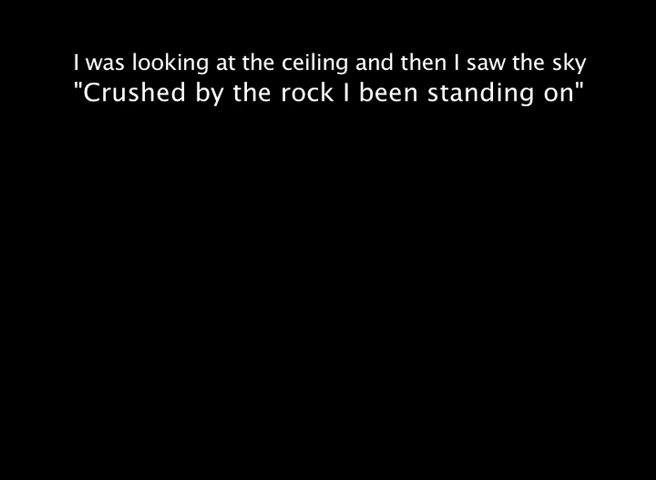 I was looking at the ceiling and then I saw the sky
"Crushed by the rock I been standing on"